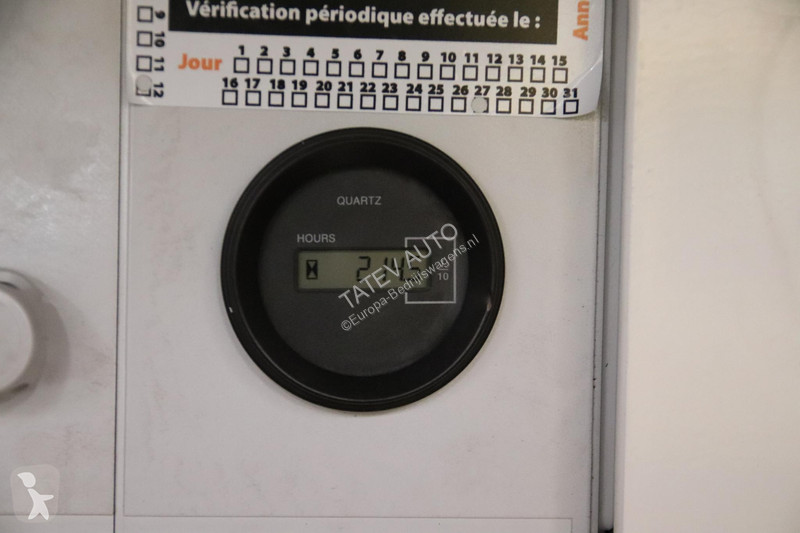 Vérification périodique effectuée le :
Ann
9
10
11
12
Jour 1 2 3 4 5 6 7 8 9 10 11 12 13 14 15
16 17 18 19 20 21 22 23 24 25 26 27 28 29 30 31
QUARTZ
HOURS
10
TATEV AUTO
©Europa-Bedrijfswagens.nl